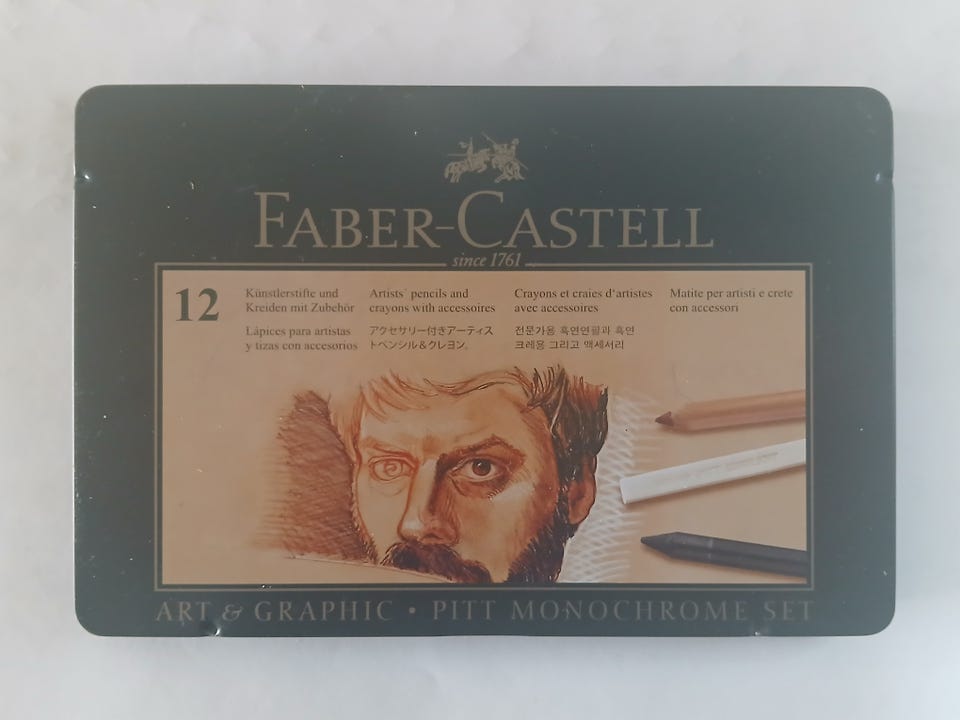 FABER-CASTELL
since 1761
12
Künstlerstifte und
Kreiden mit Zubehör
Lápices para artistas
y tizas con accesorios
Artists' pencils and
crayons with accessoires
アクセサリー付きアーティス
トペンシル&クレヨン.
Crayons et craies d'artistes
avec accessoires
전문가용 흑연연필과 흑연
크레용 그리고 액세서리
Matite per artisti e crete
con accessori
ART & GRAPHIC • PITT MONOCHROME SET